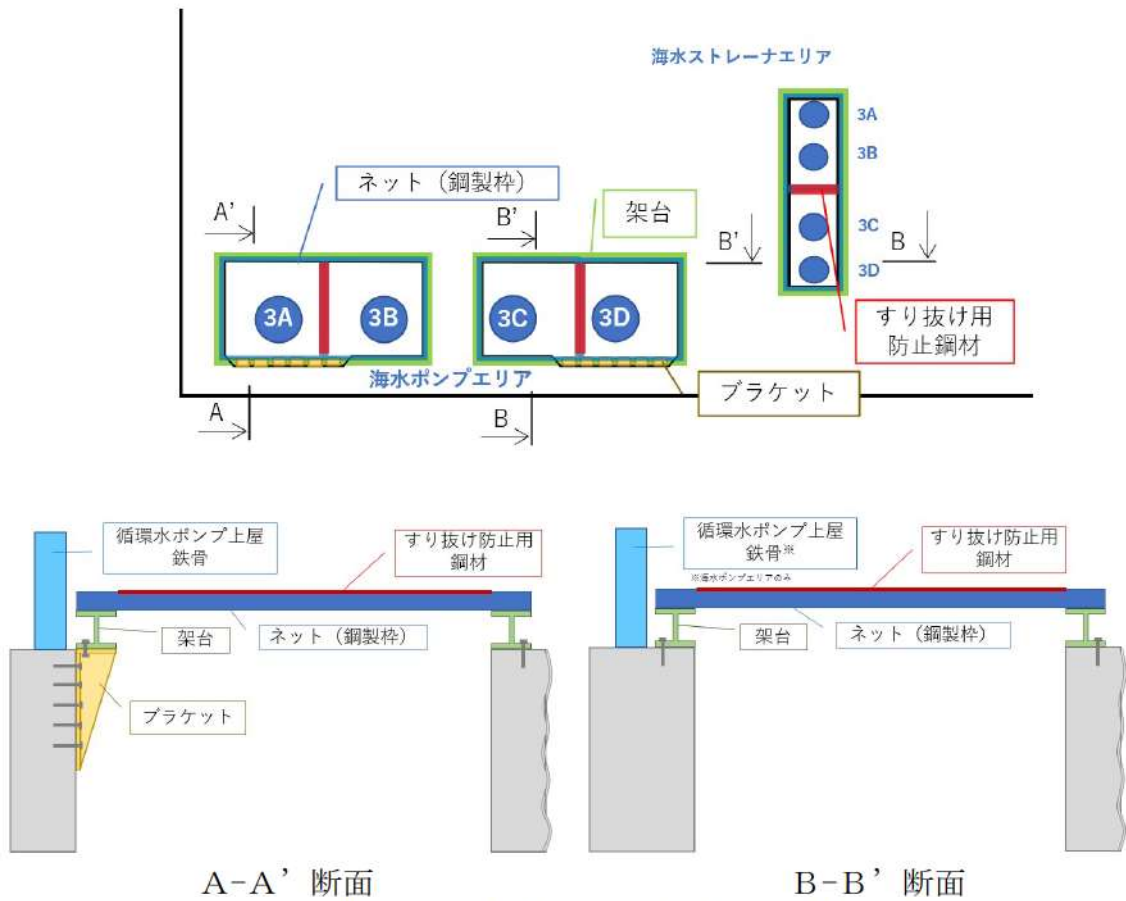 海水ストレーナエリア
3A
3B
3C
3D
ネット（鋼製枠）
架台
A’
B’
B’
B
3A
3B
3C
3D
すり抜け用
防止鋼材
海水ポンプエリア
ブラケット
A
B
循環水ポンプ上屋
鉄骨
すり抜け防止用
鋼材
架台
ネット（鋼製枠）
ブラケット
A-A’断面
循環水ポンプ上屋
鉄骨※
※海水ポンプエリアのみ
すり抜け防止用
鋼材
架台
ネット（鋼製枠）
B-B’断面